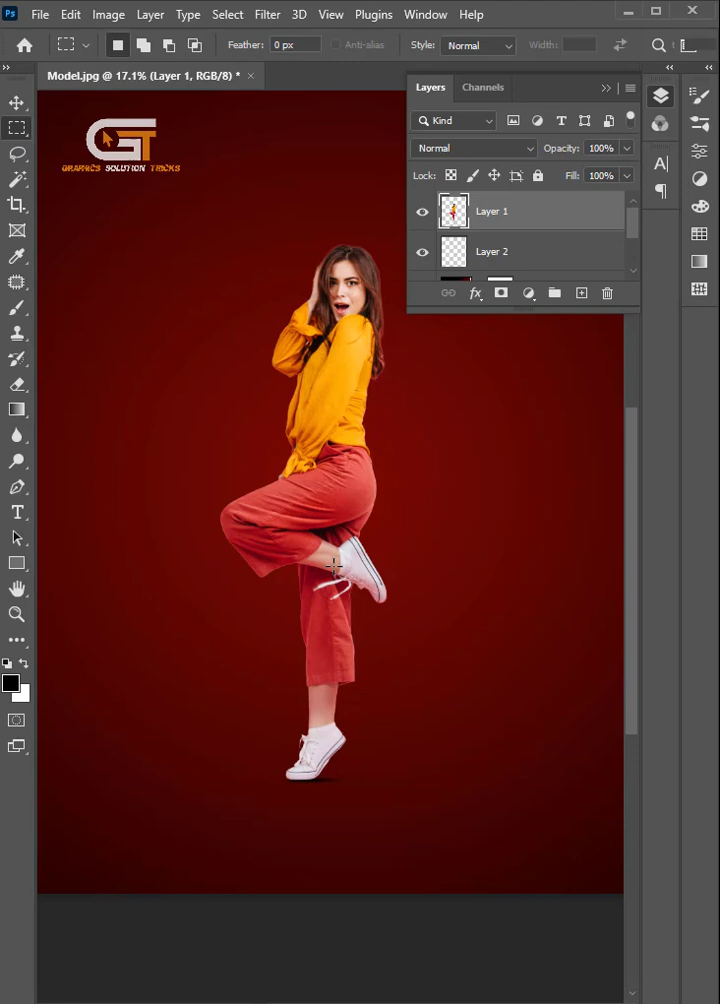 Ps File Edit Image Layer Type Select Filter 3D View Plugins Window Help
Feather: 0 px Anti-alias Style: Normal Width:
Model.jpg @ 17.1% (Layer 1, RGB/8) * ×
Layers Channels
Kind
Normal Opacity: 100%
Lock: Fill: 100%
Layer 1
Layer 2
fx
GT
GRAPHICS SOLUTION TRICKS